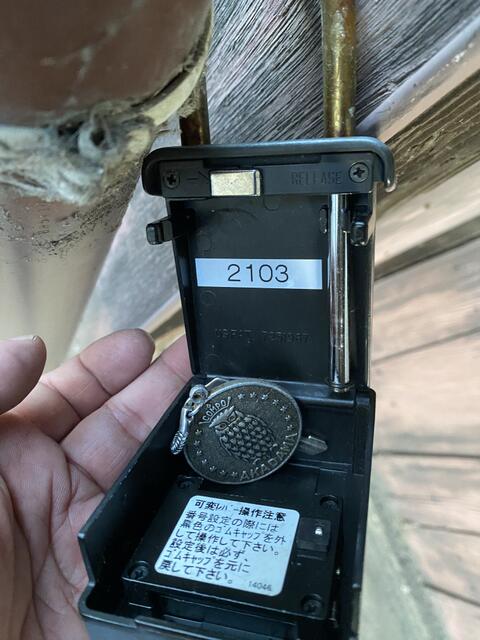 RELEASE
2103
COMPO
AKADAMA
可変ﾚﾊﾞｰ操作注意
番号設定の際には
黒色のｺﾞﾑｷｬｯﾌﾟを外
して操作して下さい。
設定後は必ず、
ｺﾞﾑｷｬｯﾌﾟを元に
戻して下さい。
14046